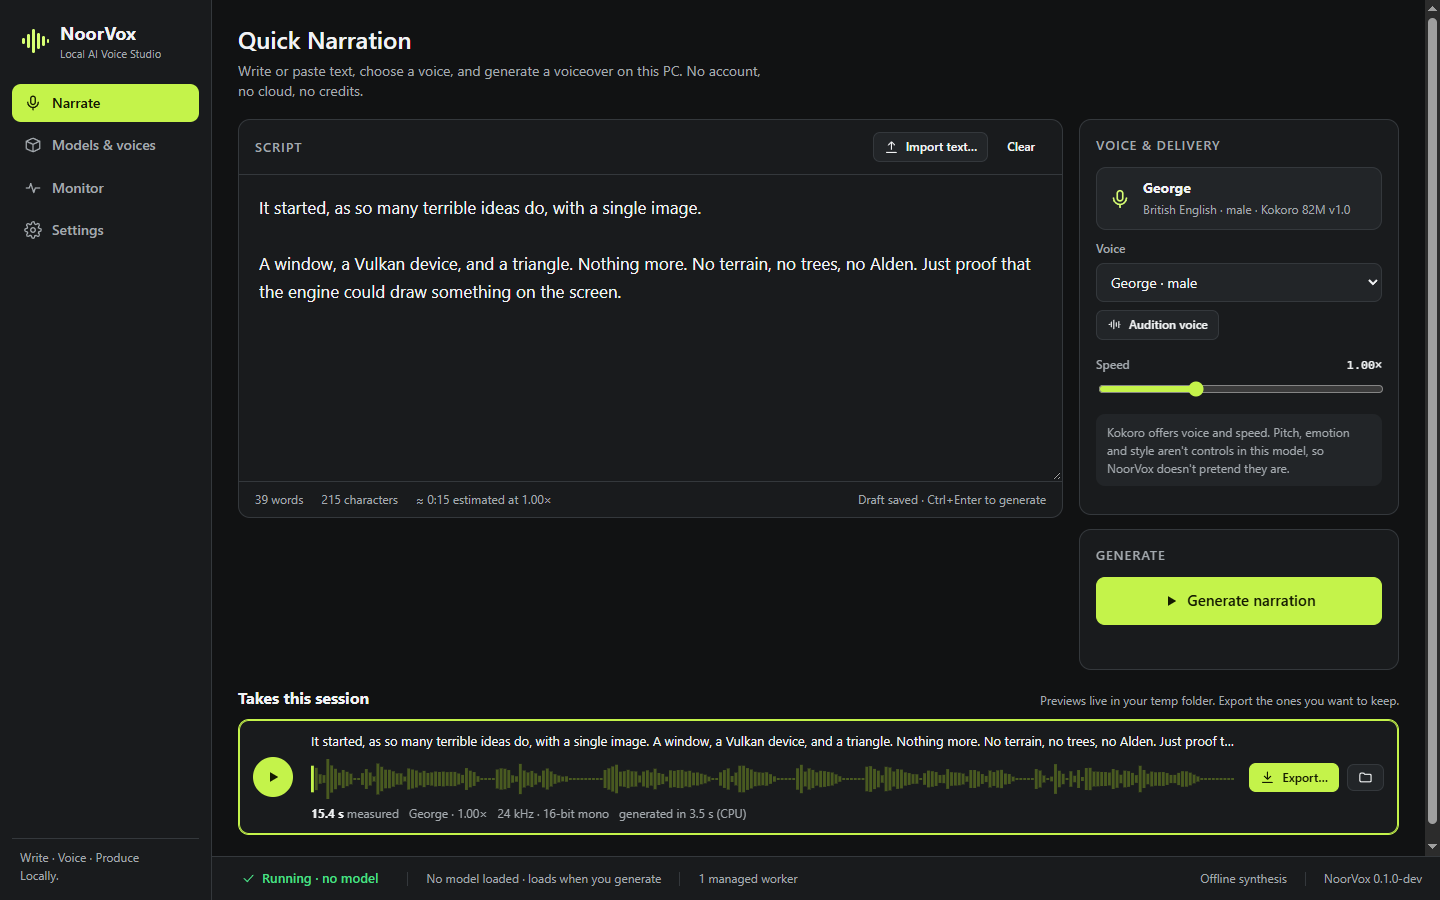 NoorVox
Local AI Voice Studio
Narrate
Models & voices
Monitor
Settings
Write · Voice · Produce
Locally.
Quick Narration
Write or paste text, choose a voice, and generate a voiceover on this PC. No account,
no cloud, no credits.
SCRIPT
Import text...
Clear
It started, as so many terrible ideas do, with a single image.
A window, a Vulkan device, and a triangle. Nothing more. No terrain, no trees, no Alden. Just proof that
the engine could draw something on the screen.
39 words 215 characters ≈ 0:15 estimated at 1.00×
Draft saved · Ctrl+Enter to generate
VOICE & DELIVERY
George
British English · male · Kokoro 82M v1.0
Voice
George · male
Audition voice
Speed 1.00×
Kokoro offers voice and speed. Pitch, emotion
and style aren't controls in this model, so
NoorVox doesn't pretend they are.
GENERATE
Generate narration
Takes this session
Previews live in your temp folder. Export the ones you want to keep.
It started, as so many terrible ideas do, with a single image. A window, a Vulkan device, and a triangle. Nothing more. No terrain, no trees, no Alden. Just proof t...
Export...
15.4 s measured George · 1.00× 24 kHz · 16-bit mono generated in 3.5 s (CPU)
Running · no model
No model loaded · loads when you generate
1 managed worker
Offline synthesis
NoorVox 0.1.0-dev